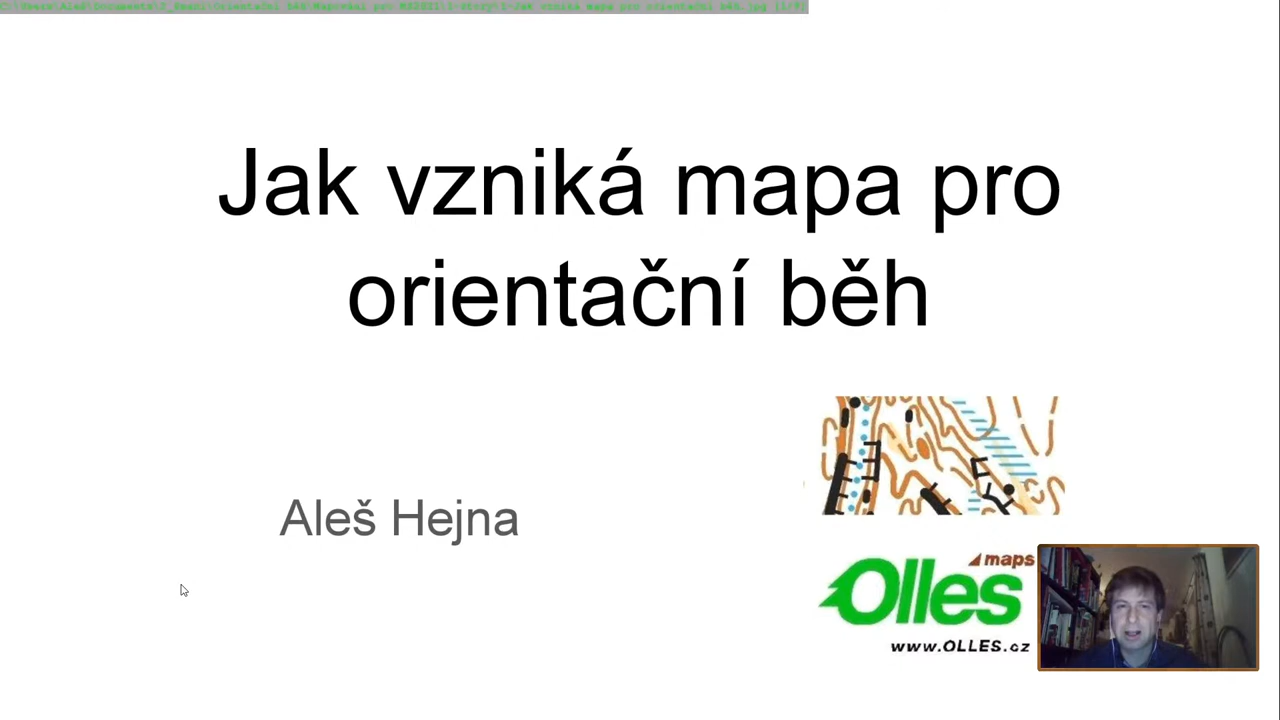 Jak vzniká mapa pro
orientační běh
Aleš Hejna
maps
Olles
www.OLLES.cz